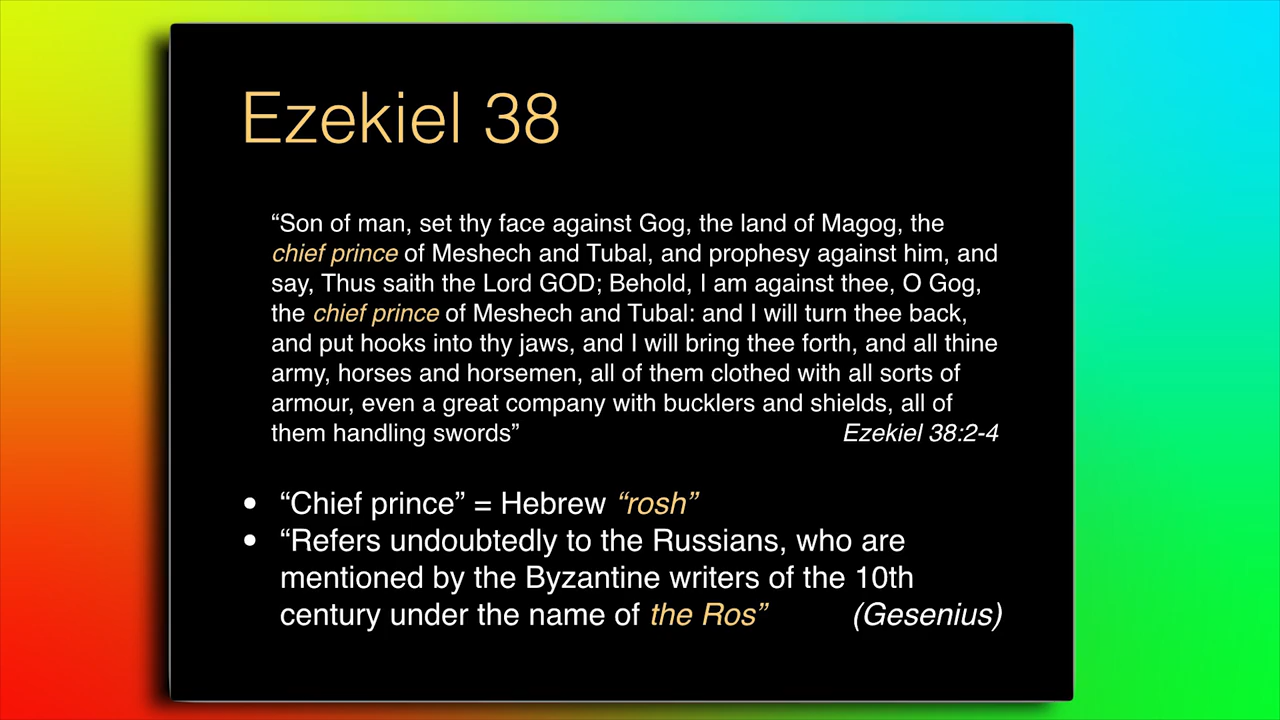 Ezekiel 38
“Son of man, set thy face against Gog, the land of Magog, the
chief prince of Meshech and Tubal, and prophesy against him, and
say, Thus saith the Lord GOD; Behold, I am against thee, O Gog,
the chief prince of Meshech and Tubal: and I will turn thee back,
and put hooks into thy jaws, and I will bring thee forth, and all thine
army, horses and horsemen, all of them clothed with all sorts of
armour, even a great company with bucklers and shields, all of
them handling swords” Ezekiel 38:2-4
• “Chief prince” = Hebrew “rosh”
• “Refers undoubtedly to the Russians, who are
mentioned by the Byzantine writers of the 10th
century under the name of the Ros” (Gesenius)